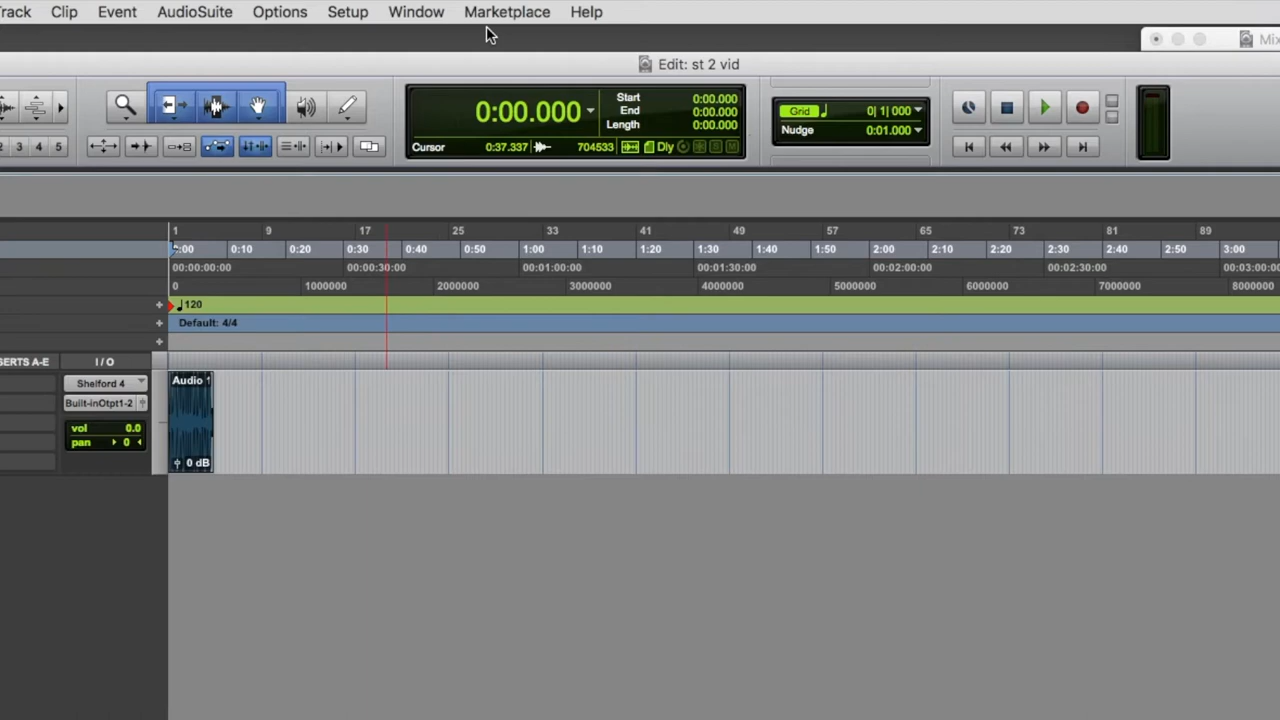 Track Clip Event AudioSuite Options Setup Window Marketplace Help
Mix
Edit: st 2 vid
0:00.000
Start 0:00.000
End 0:00.000
Length 0:00.000
Cursor 0:37.337 704533 Dly S M
Grid 0| 1| 000
Nudge 0:01.000
2 3 4 5
1 9 17 25 33 41 49 57 65 73 81 89
0:00 0:10 0:20 0:30 0:40 0:50 1:00 1:10 1:20 1:30 1:40 1:50 2:00 2:10 2:20 2:30 2:40 2:50 3:00
00:00:00:00 00:00:30:00 00:01:00:00 00:01:30:00 00:02:00:00 00:02:30:00 00:03:00:00
0 1000000 2000000 3000000 4000000 5000000 6000000 7000000 8000000
120
Default: 4/4
SERTS A-E I / O
Shelford 4
Built-inOtpt1-2
vol 0.0
pan 0
Audio 1
0 dB